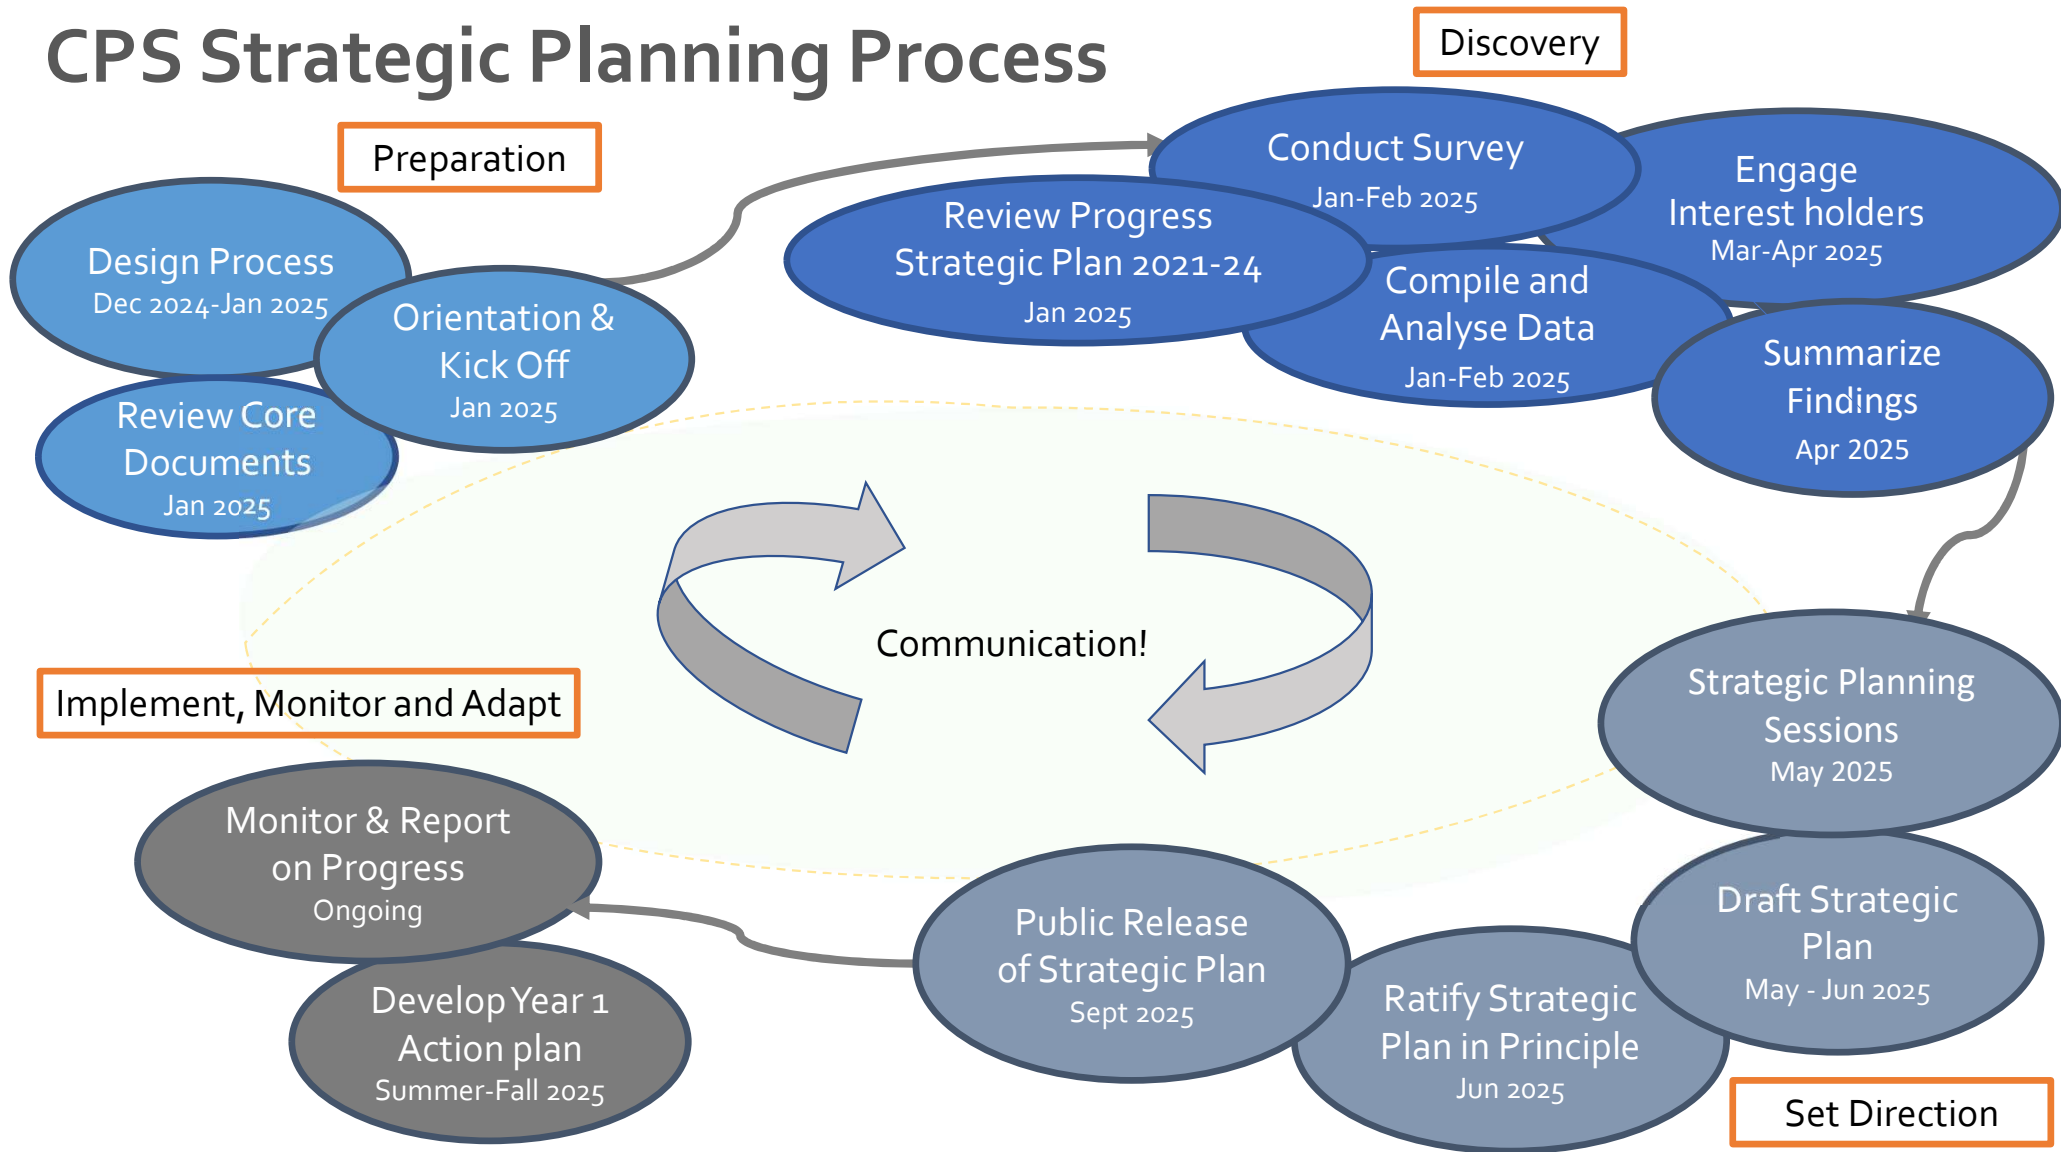 CPS Strategic Planning Process
Preparation
Design Process
Dec 2024-Jan 2025
Orientation &
Kick Off
Jan 2025
Review Core
Documents
Jan 2025
Discovery
Conduct Survey
Jan-Feb 2025
Review Progress
Strategic Plan 2021-24
Jan 2025
Engage
Interest holders
Mar-Apr 2025
Compile and
Analyse Data
Jan-Feb 2025
Summarize
Findings
Apr 2025
Communication!
Strategic Planning
Sessions
May 2025
Draft Strategic
Plan
May - Jun 2025
Ratify Strategic
Plan in Principle
Jun 2025
Public Release
of Strategic Plan
Sept 2025
Set Direction
Implement, Monitor and Adapt
Monitor & Report
on Progress
Ongoing
Develop Year 1
Action plan
Summer-Fall 2025